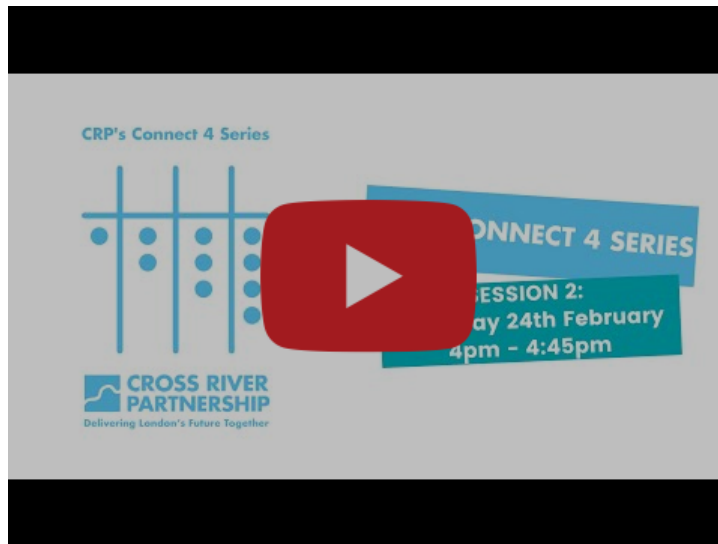 CRP's Connect 4 Series
CROSS RIVER
PARTNERSHIP
Delivering London's Future Together
CONNECT 4 SERIES
SESSION 2:
24th February
4pm - 4:45pm